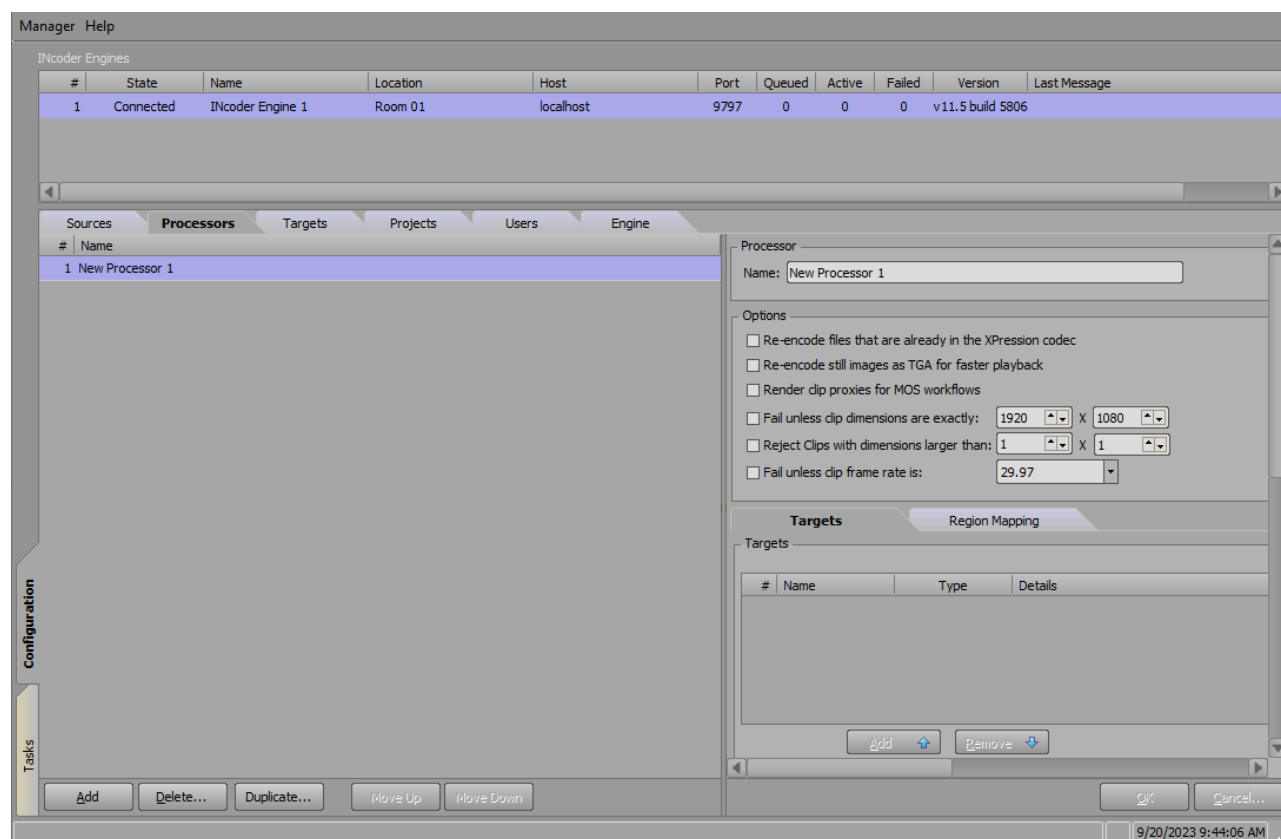 Manager Help
INcoder Engines
# State Name Location Host Port Queued Active Failed Version Last Message
1 Connected INcoder Engine 1 Room 01 localhost 9797 0 0 0 v11.5 build 5806
Sources Processors Targets Projects Users Engine
# Name
1 New Processor 1
Processor
Name: New Processor 1
Options
Re-encode files that are already in the XPression codec
Re-encode still images as TGA for faster playback
Render clip proxies for MOS workflows
Fail unless clip dimensions are exactly: 1920 X 1080
Reject Clips with dimensions larger than: 1 X 1
Fail unless clip frame rate is: 29.97
Targets Region Mapping
Targets
# Name Type Details
Add Remove
Configuration
Tasks
Add Delete... Duplicate... Move Up Move Down OK Cancel...
9/20/2023 9:44:06 AM